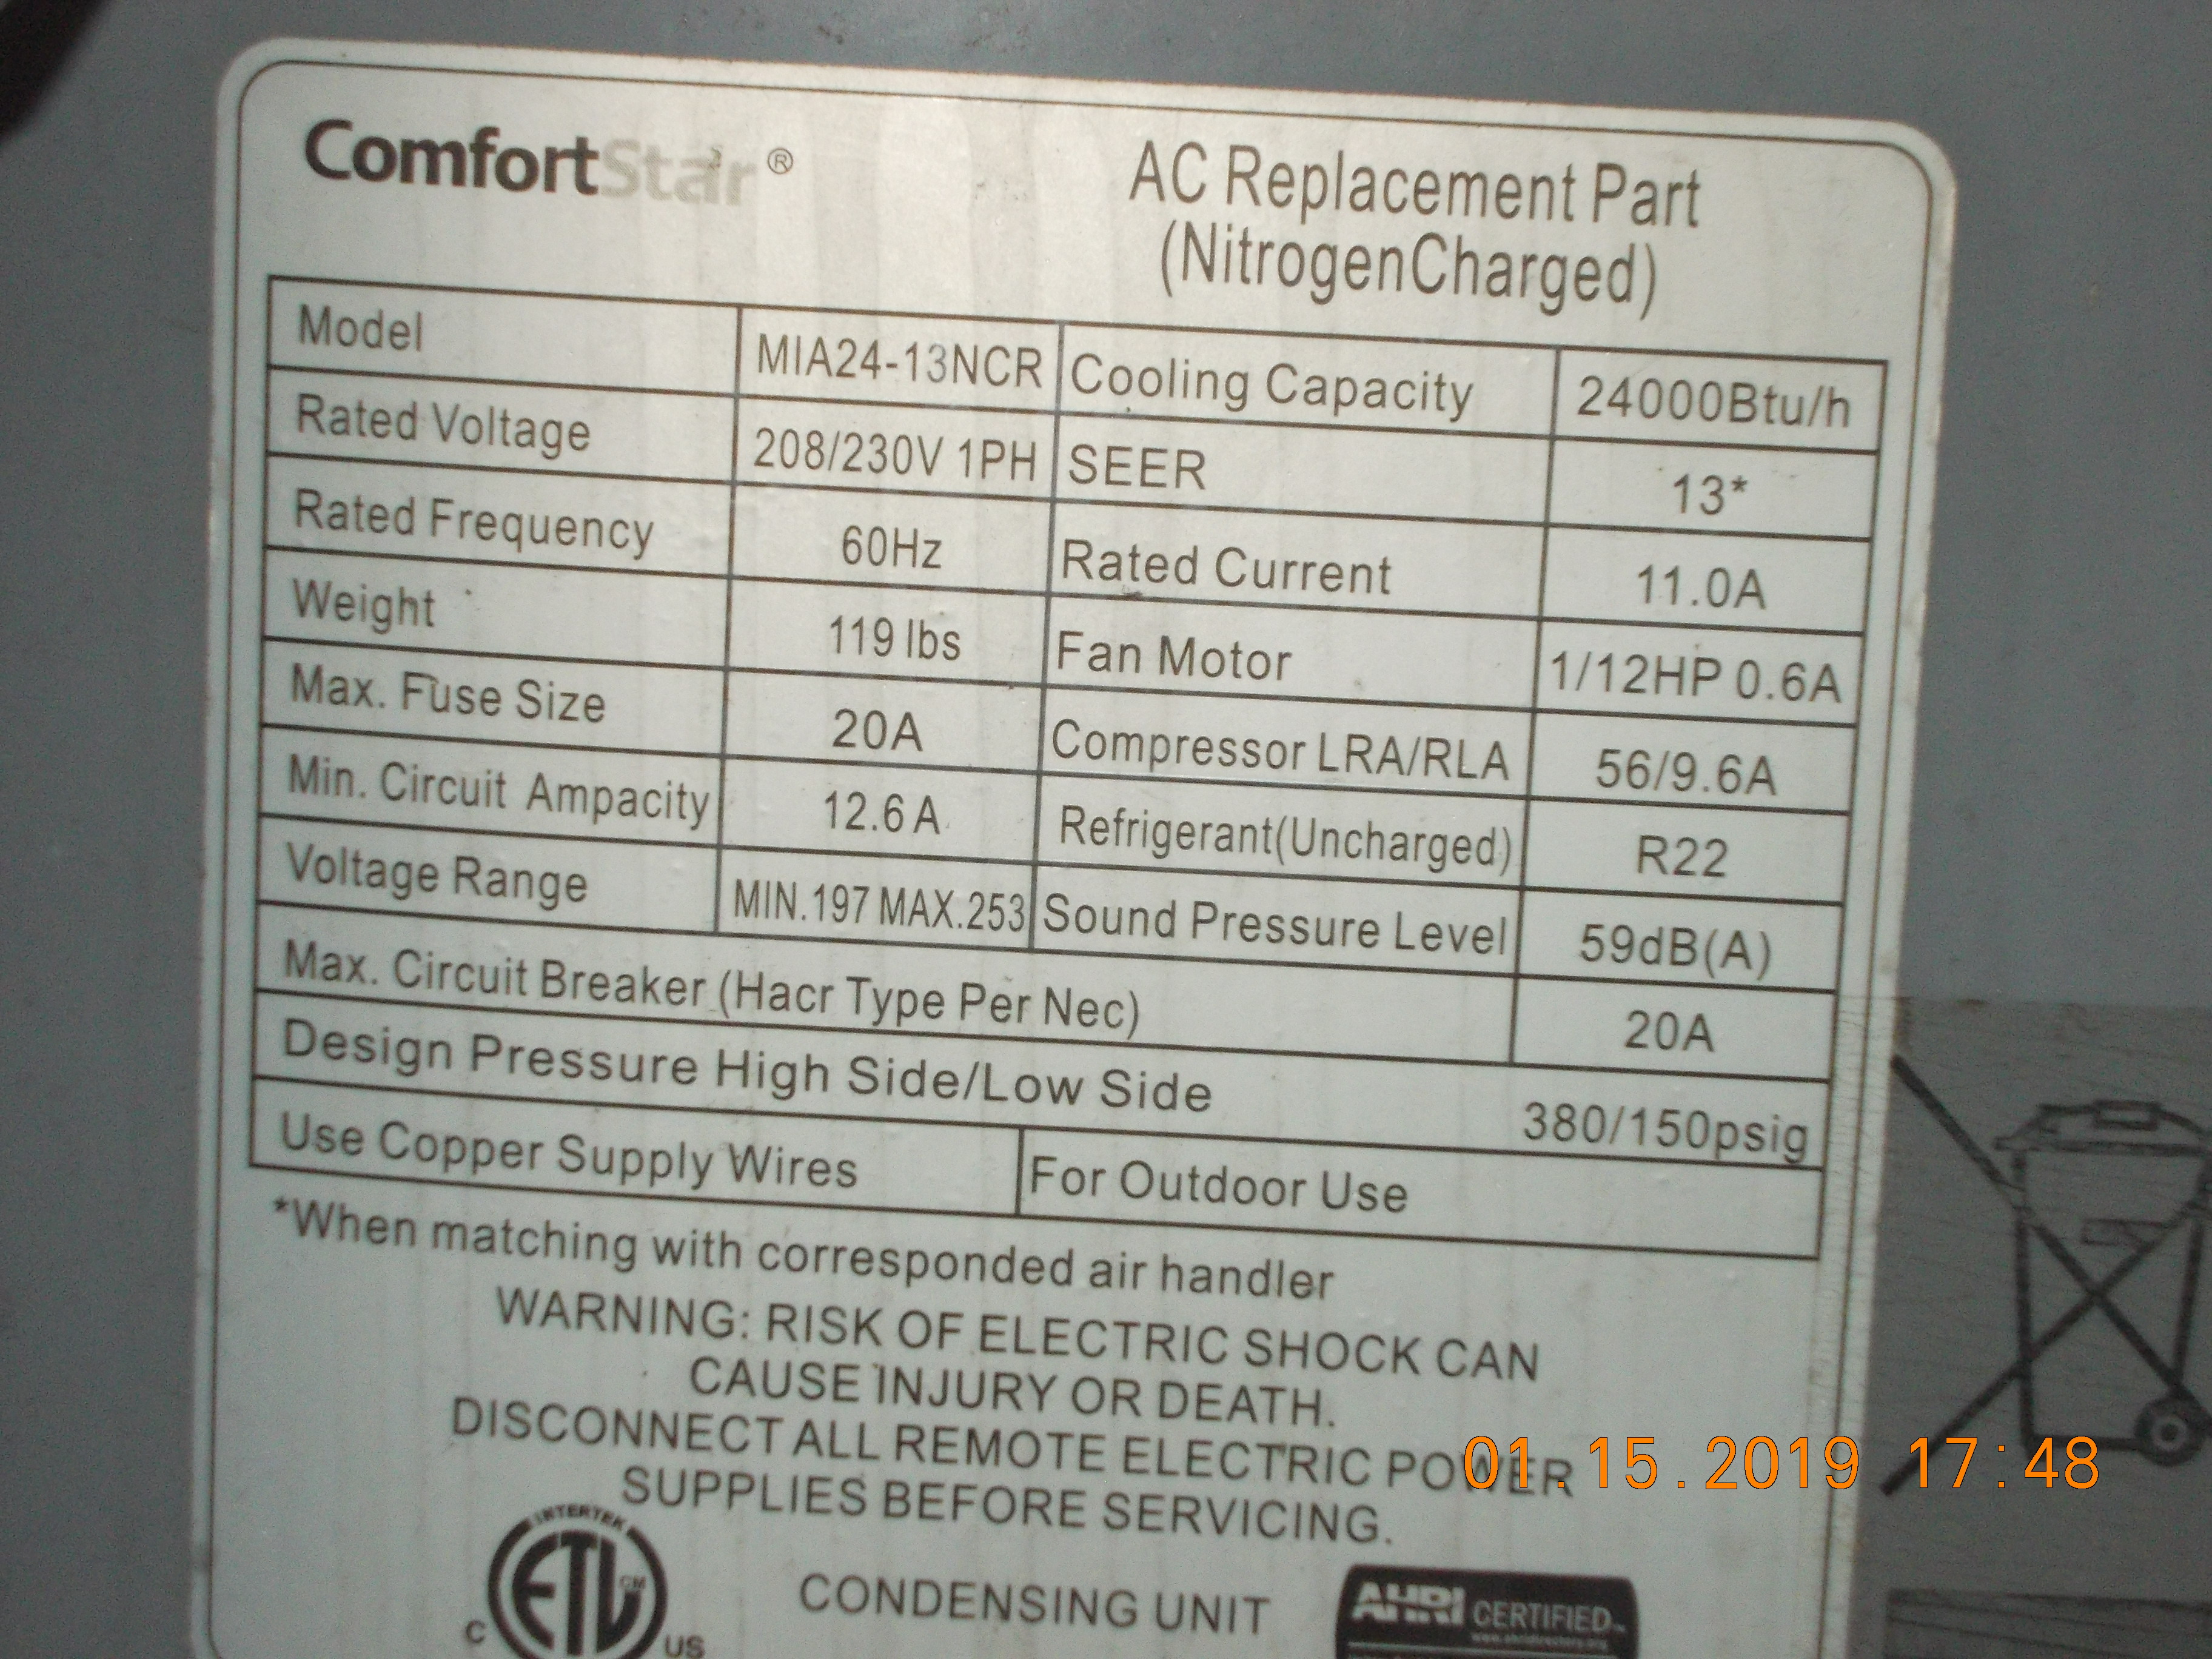 ComfortStar®
AC Replacement Part
(NitrogenCharged)
Model MIA24-13NCR Cooling Capacity 24000Btu/h
Rated Voltage 208/230V 1PH SEER 13*
Rated Frequency 60Hz Rated Current 11.0A
Weight 119 lbs Fan Motor 1/12HP 0.6A
Max. Fuse Size 20A Compressor LRA/RLA 56/9.6A
Min. Circuit Ampacity 12.6 A Refrigerant(Uncharged) R22
Voltage Range MIN.197 MAX.253 Sound Pressure Level 59dB(A)
Max. Circuit Breaker (Hacr Type Per Nec) 20A
Design Pressure High Side/Low Side 380/150psig
Use Copper Supply Wires For Outdoor Use
*When matching with corresponded air handler
WARNING: RISK OF ELECTRIC SHOCK CAN
CAUSE INJURY OR DEATH.
DISCONNECT ALL REMOTE ELECTRIC POWER
SUPPLIES BEFORE SERVICING.
01.15.2019 17:48
INTERTEK
ETL CM
C US
CONDENSING UNIT
AHRI CERTIFIED™